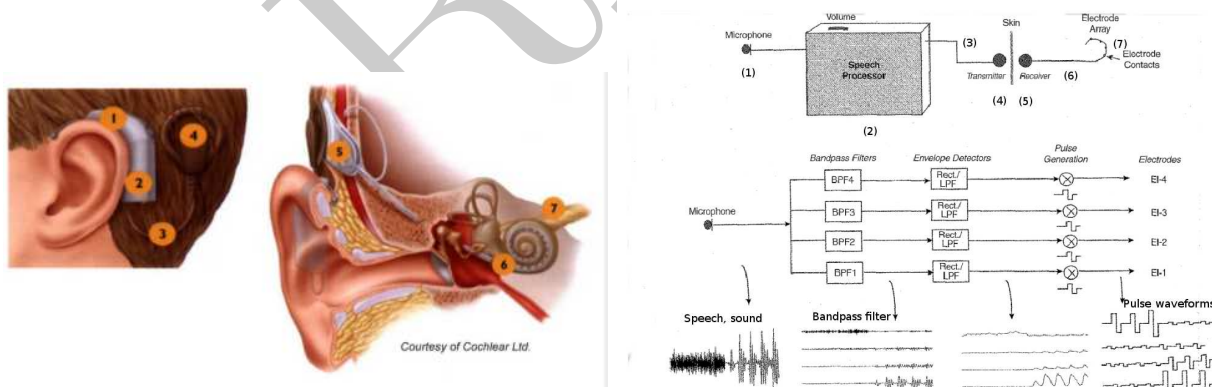 1
2
3
4
5
6
7
Courtesy of Cochlear Ltd.
Volume
Microphone
(1)
Speech
Processor
(2)
(3)
Skin
Transmitter
Receiver
(4)
(5)
Electrode
Array
(7)
Electrode
Contacts
(6)
Bandpass Filters
Envelope Detectors
Pulse
Generation
Electrodes
Microphone
BPF4
Rect./
LPF
El-4
BPF3
Rect./
LPF
El-3
BPF2
Rect./
LPF
El-2
BPF1
Rect./
LPF
El-1
Speech, sound
Bandpass filter
Pulse waveforms